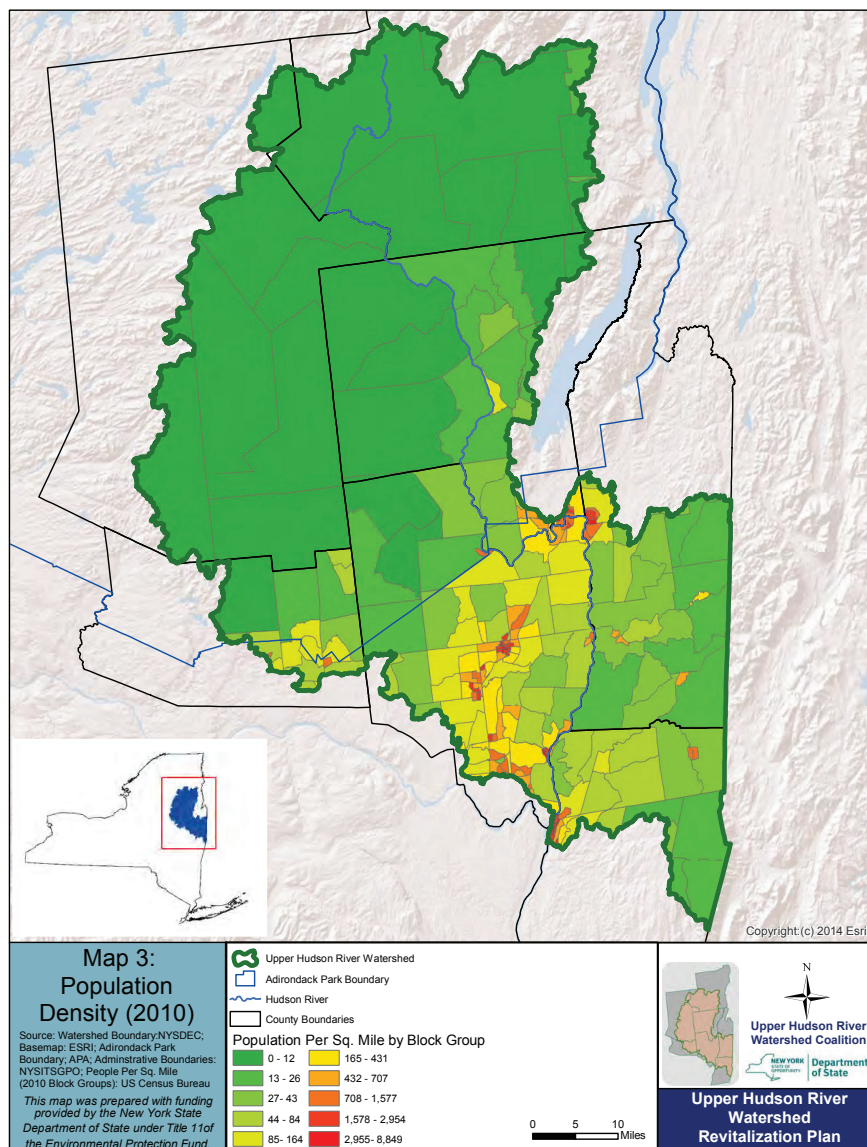 Copyright:(c) 2014 Esri
Map 3:
Population
Density (2010)
Source: Watershed Boundary:NYSDEC;
Basemap: ESRI; Adirondack Park
Boundary; APA; Adminstrative Boundaries:
NYSITSGPO; People Per Sq. Mile
(2010 Block Groups): US Census Bureau
This map was prepared with funding
provided by the New York State
Department of State under Title 11of
the Environmental Protection Fund
Upper Hudson River Watershed
Adirondack Park Boundary
Hudson River
County Boundaries
Population Per Sq. Mile by Block Group
0 - 12
13 - 26
27 - 43
44 - 84
85- 164
165 - 431
432 - 707
708 - 1,577
1,578 - 2,954
2,955- 8,849
0 5 10
Miles
N
Upper Hudson River
Watershed Coalition
NEW YORK
STATE OF
OPPORTUNITY
Department
of State
Upper Hudson River
Watershed
Revitalization Plan